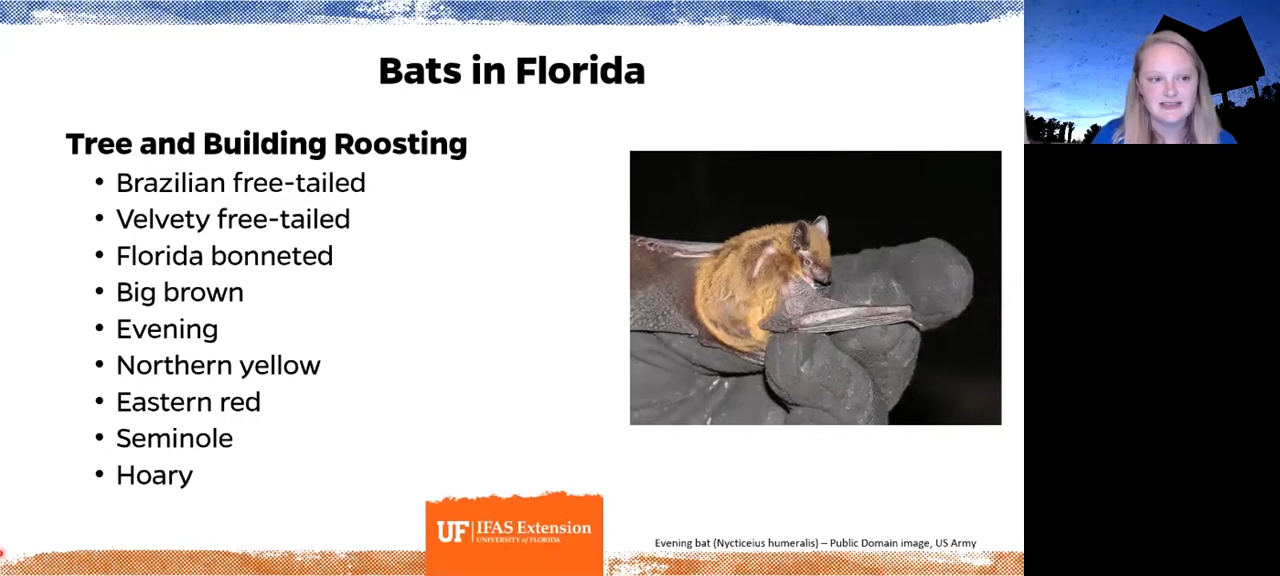 Bats in Florida
Tree and Building Roosting
• Brazilian free-tailed
• Velvety free-tailed
• Florida bonneted
• Big brown
• Evening
• Northern yellow
• Eastern red
• Seminole
• Hoary
UF | IFAS Extension
UNIVERSITY of FLORIDA
Evening bat (Nycticeius humeralis) – Public Domain image, US Army